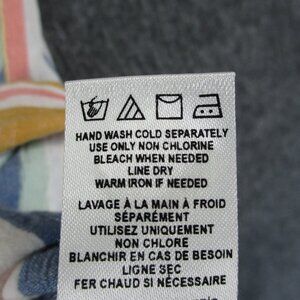 HAND WASH COLD SEPARATELY
USE ONLY NON CHLORINE
BLEACH WHEN NEEDED
LINE DRY
WARM IRON IF NEEDED
LAVAGE À LA MAIN À FROID
SÉPARÉMENT
UTILISEZ UNIQUEMENT
NON CHLORE
BLANCHIR EN CAS DE BESOIN
LIGNE SEC
FER CHAUD SI NÉCESSAIRE